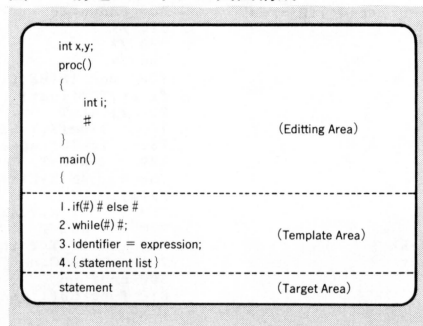 int x,y;
proc()
{
int i;
#
(Editting Area)
}
main()
{
1.if(#) # else #
2.while(#) #;
(Template Area)
3.identifier = expression;
4.{statement list}
statement (Target Area)